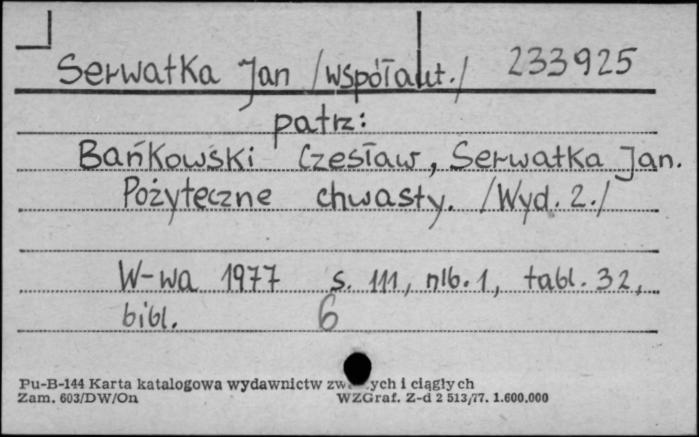 Serwatka Jan /współaut./ 233925
patrz:
Bańkowski Czesław, Serwatka Jan.
Pożyteczne chwasty. /Wyd. 2./
W-wa 1977 s. 111, nlb. 1, tabl. 32,
bibl. 6
Pu-B-144 Karta katalogowa wydawnictw i ciągłych
Zam. 603/DW/On WZGraf. Z-d 2 513/77. 1.600.000